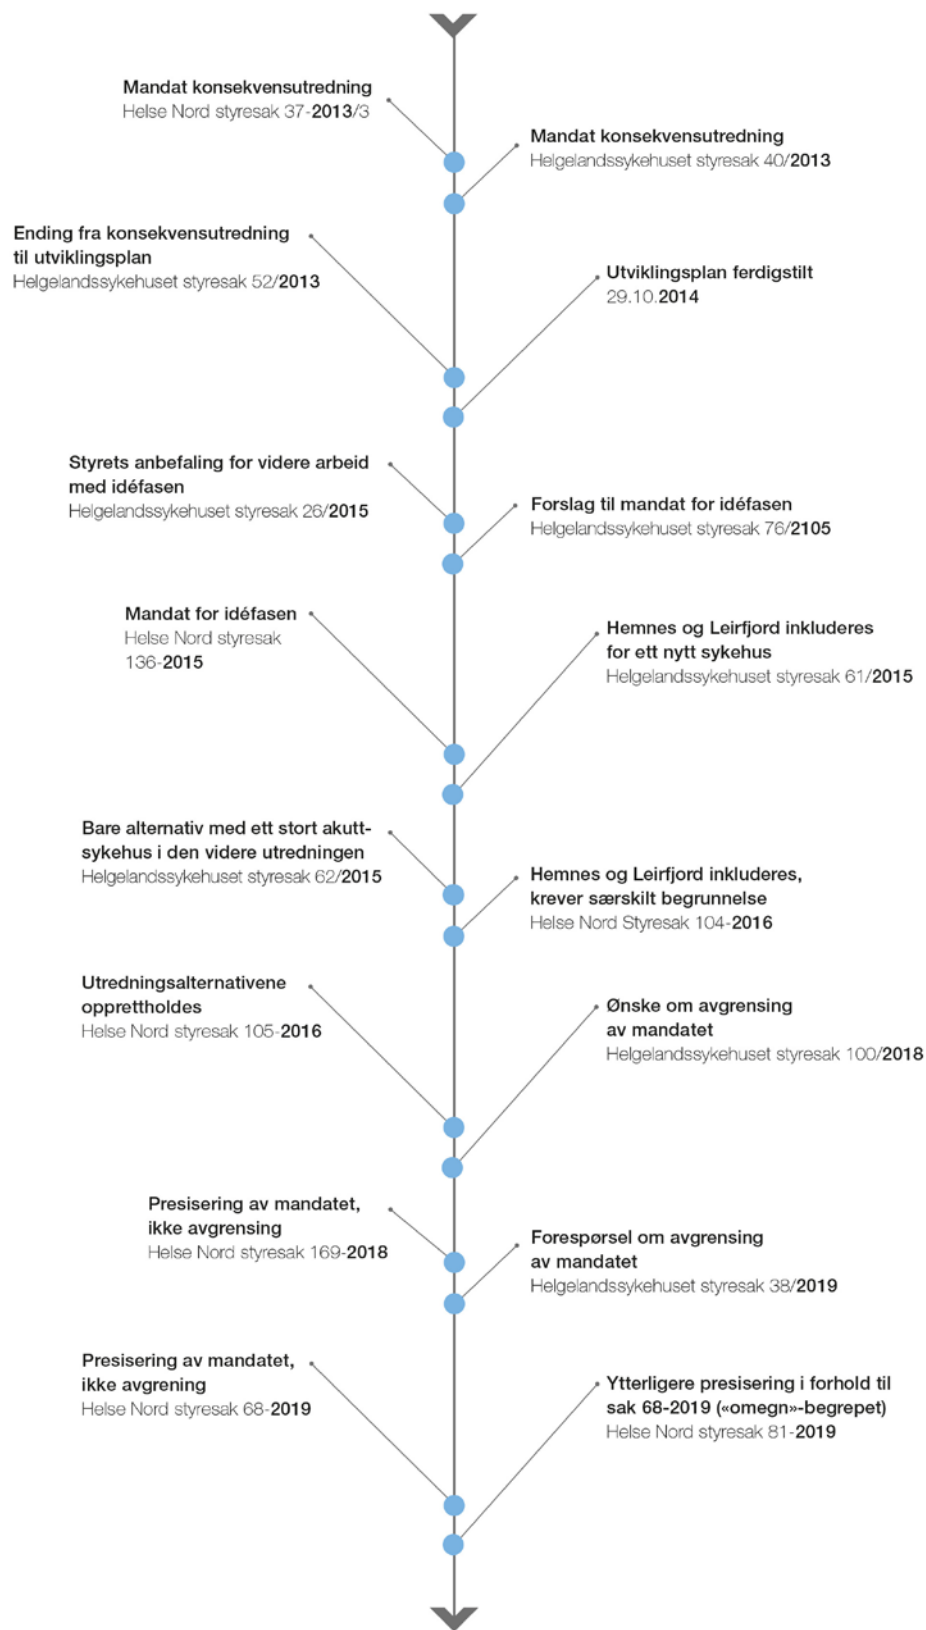 Mandat konsekvensutredning
Helse Nord styresak 37-2013/3
Mandat konsekvensutredning
Helgelandssykehuset styresak 40/2013
Ending fra konsekvensutredning
til utviklingsplan
Helgelandssykehuset styresak 52/2013
Utviklingsplan ferdigstilt
29.10.2014
Styrets anbefaling for videre arbeid
med idéfasen
Helgelandssykehuset styresak 26/2015
Forslag til mandat for idéfasen
Helgelandssykehuset styresak 76/2105
Mandat for idéfasen
Helse Nord styresak
136-2015
Hemnes og Leirfjord inkluderes
for ett nytt sykehus
Helgelandssykehuset styresak 61/2015
Bare alternativ med ett stort akutt-
sykehus i den videre utredningen
Helgelandssykehuset styresak 62/2015
Hemnes og Leirfjord inkluderes,
krever særskilt begrunnelse
Helse Nord Styresak 104-2016
Utredningsalternativene
opprettholdes
Helse Nord styresak 105-2016
Ønske om avgrensing
av mandatet
Helgelandssykehuset styresak 100/2018
Presisering av mandatet,
ikke avgrensing
Helse Nord styresak 169-2018
Forespørsel om avgrensing
av mandatet
Helgelandssykehuset styresak 38/2019
Presisering av mandatet,
ikke avgrening
Helse Nord styresak 68-2019
Ytterligere presisering i forhold til
sak 68-2019 («omegn»-begrepet)
Helse Nord styresak 81-2019